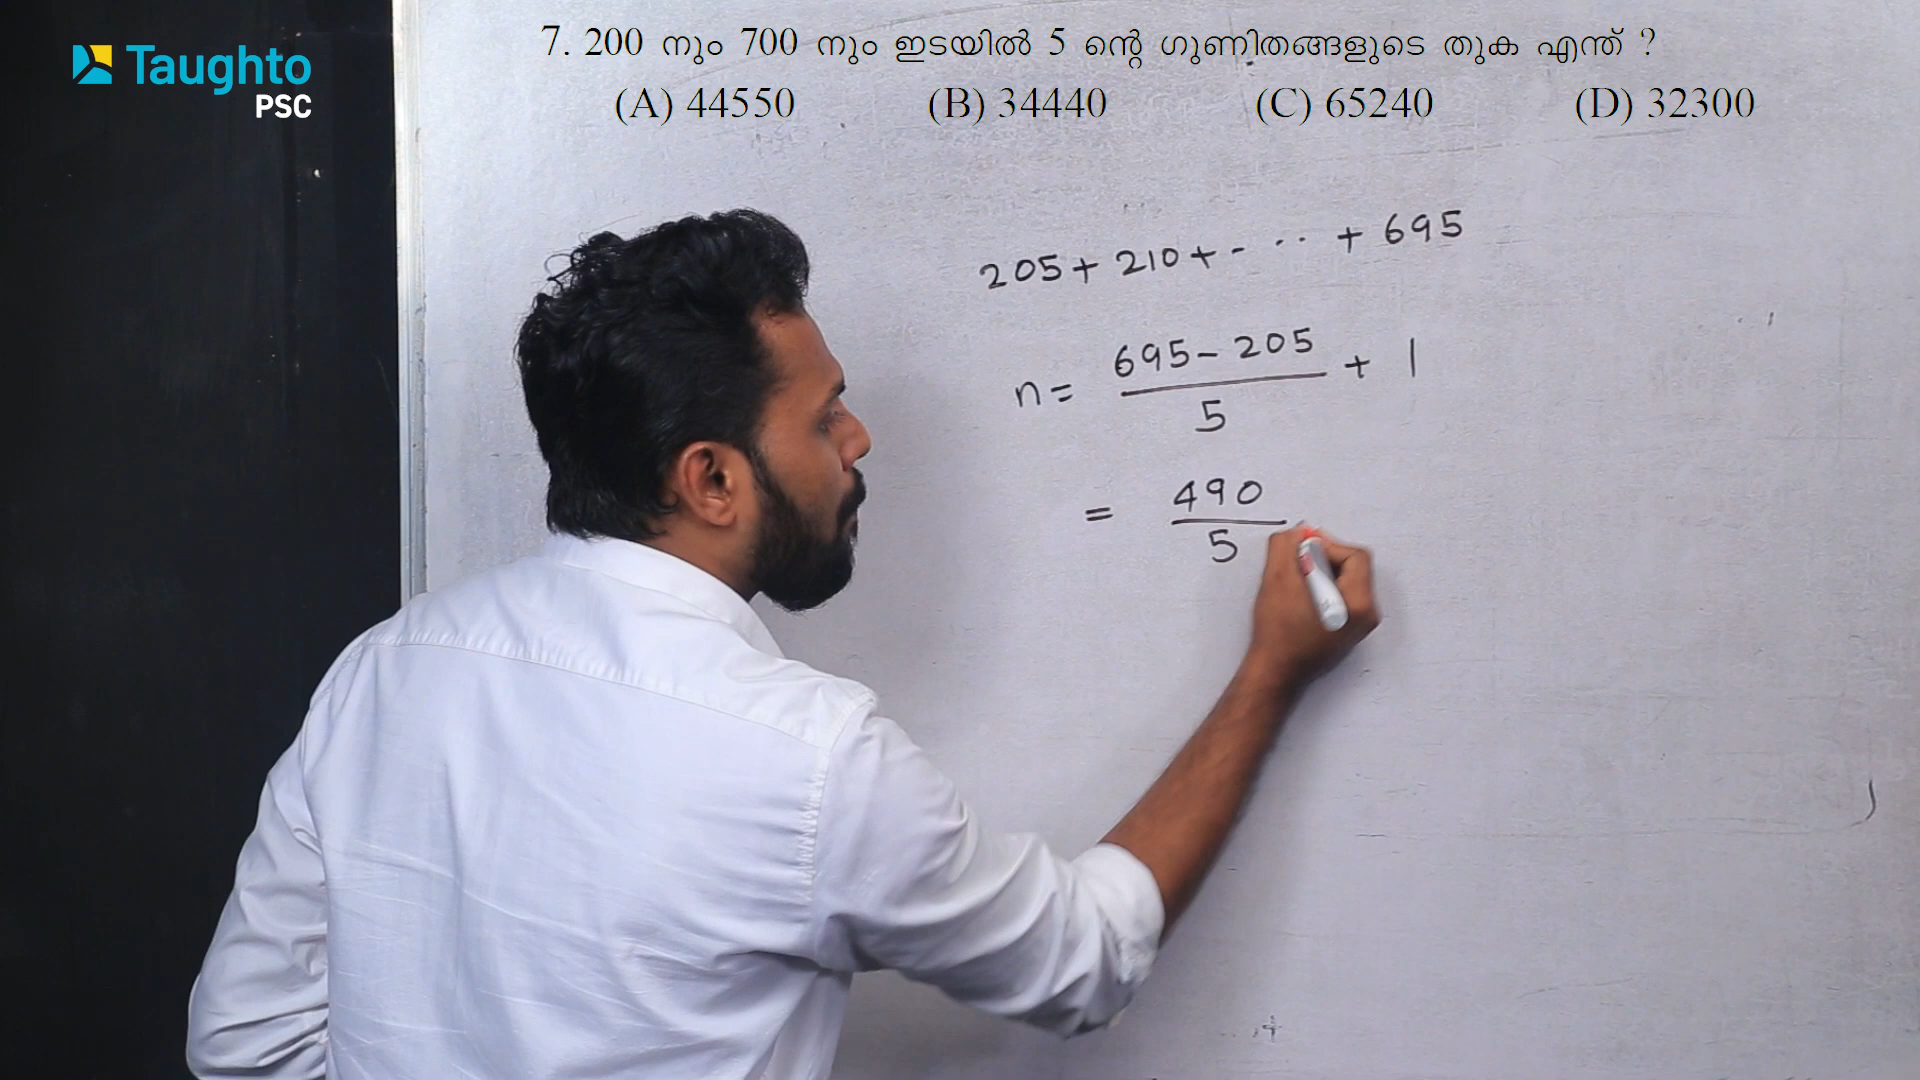 Taughto
PSC
7. 200 നും 700 നും ഇടയിൽ 5 ന്റെ ഗുണിതങ്ങളുടെ തുക എന്ത് ?
(A) 44550 (B) 34440 (C) 65240 (D) 32300
205 + 210 + - ·· + 695
n = 695 - 205 / 5 + 1
= 490 / 5